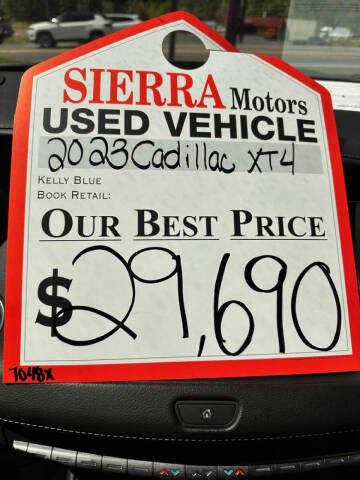 SIERRA Motors
USED VEHICLE
2023 Cadillac XT4
KELLY BLUE
BOOK RETAIL:
OUR BEST PRICE
$29,690
7048x